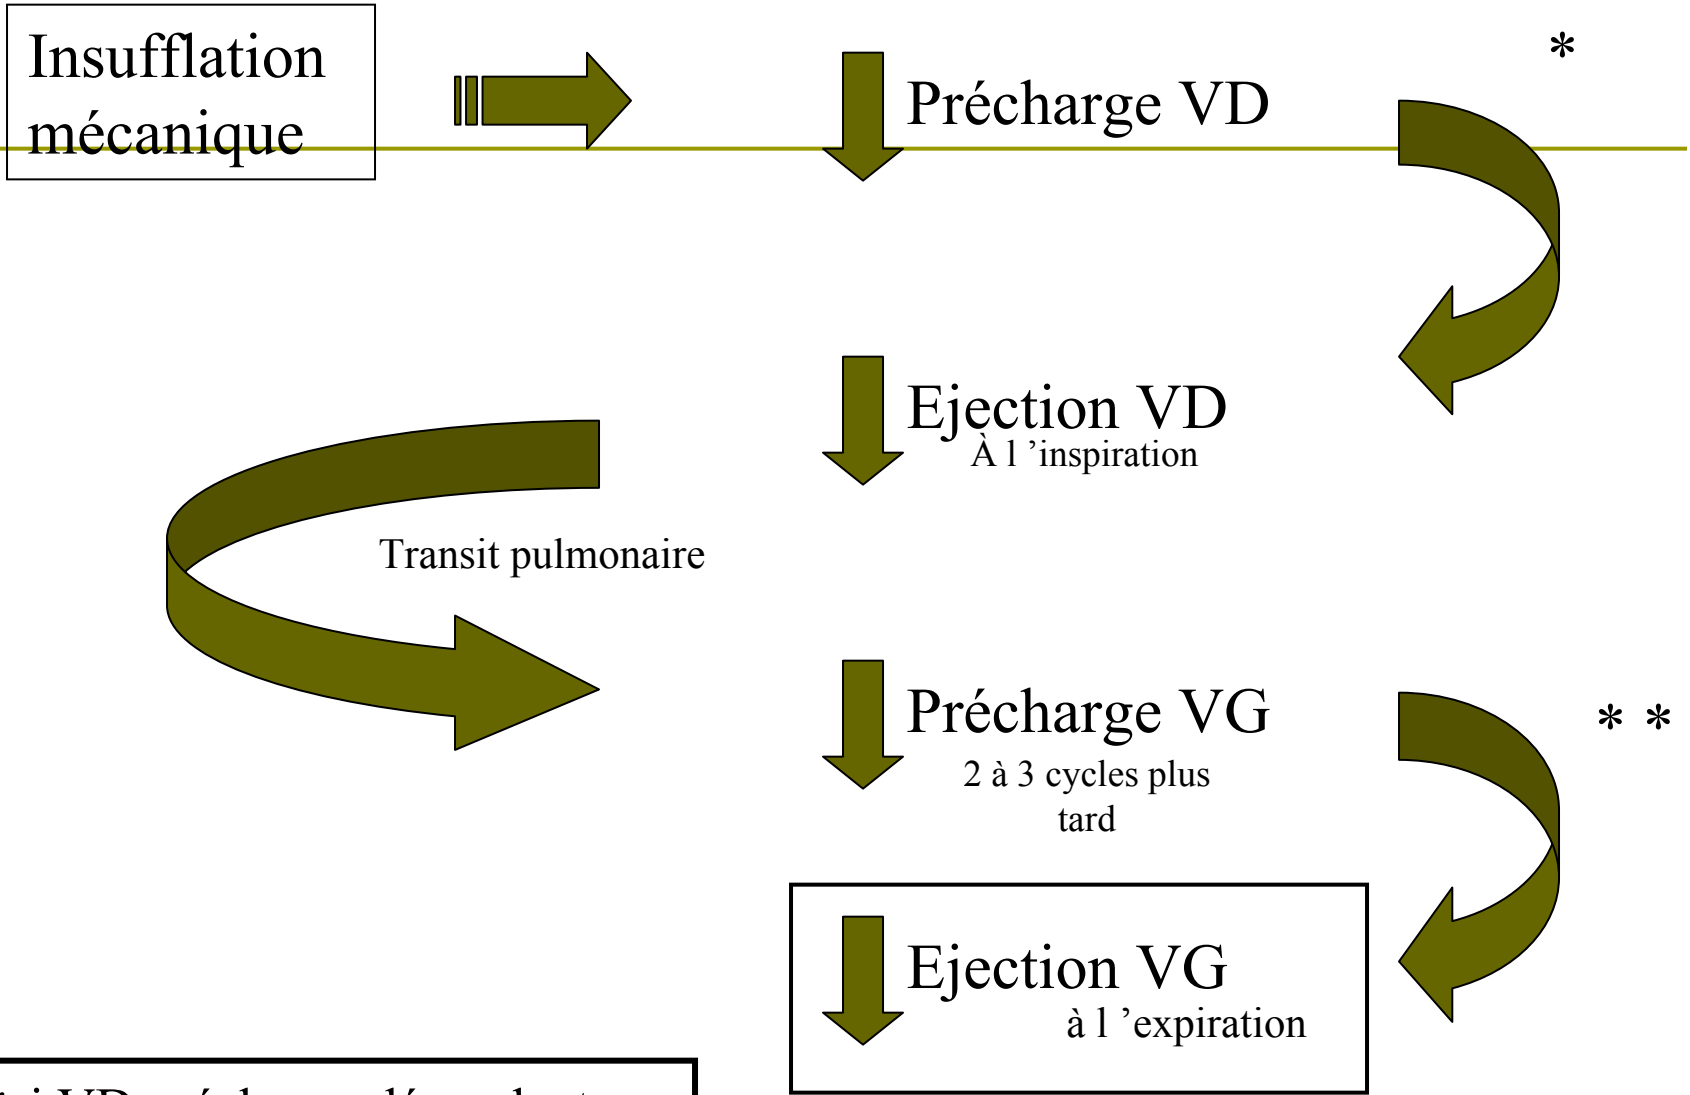 Insufflation
mécanique
Précharge VD
*
Ejection VD
À l ’inspiration
Transit pulmonaire
Précharge VG
* *
2 à 3 cycles plus
tard
Ejection VG
à l ’expiration
VD